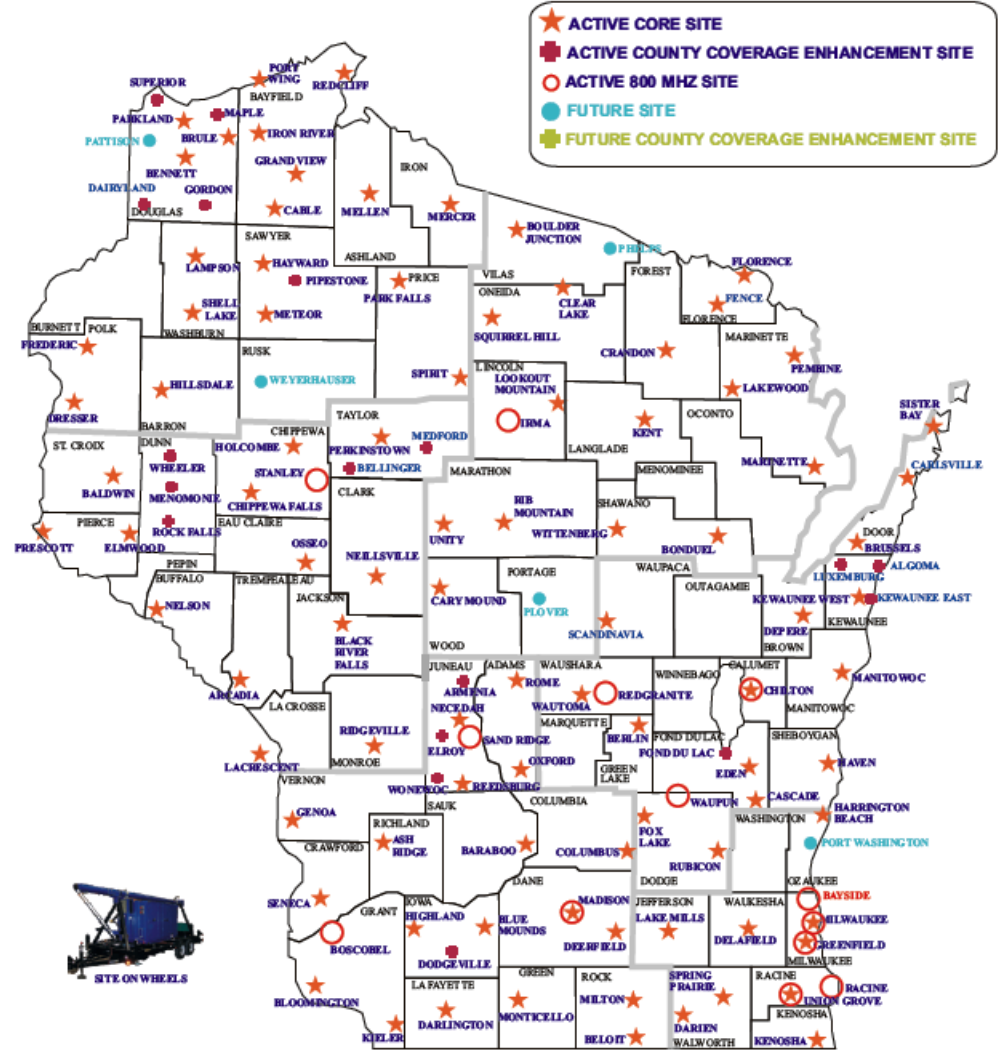 ACTIVE CORE SITE
ACTIVE COUNTY COVERAGE ENHANCEMENT SITE
ACTIVE 800 MHZ SITE
FUTURE SITE
FUTURE COUNTY COVERAGE ENHANCEMENT SITE
PORT
WING
REDCLIFF
SUPERIOR
BAYFIELD
PARKLAND
MAPLE
PATTISON
BRULE
IRON RIVER
GRAND VIEW
IRON
BENNETT
DAIRYLAND
GORDON
DOUGLAS
CABLE
MELLEN
MERCER
BOULDER
JUNCTION
PHELPS
SAWYER
ASHLAND
LAMPSON
HAYWARD
PIPESTONE
PRICE
PARK FALLS
VILAS
ONEIDA
FOREST
FLORENCE
FENCE
FLORENCE
SHELL
LAKE
METEOR
CLEAR
LAKE
BURNETT
POLK
WASHBURN
SQUIRREL HILL
MARINETTE
FREDERIC
RUSK
CRANDON
PEMBINE
HILLSDALE
WEYERHAUSER
SPIRIT
LINCOLN
LOOKOUT
MOUNTAIN
LAKEWOOD
DRESSER
BARRON
TAYLOR
IRMA
KENT
OCONTO
SISTER
BAY
ST. CROIX
DUNN
CHIPPEWA
HOLCOMBE
PERKINSTOWN
MEDFORD
LANGLADE
WHEELER
STANLEY
BELLINGER
MARATHON
MENOMINEE
MARINETTE
CARLSVILLE
BALDWIN
MENOMONIE
CHIPPEWA FALLS
CLARK
RIB
MOUNTAIN
SHAWANO
PIERCE
ROCK FALLS
EAU CLAIRE
UNITY
WITTENBERG
BONDUEL
DOOR
PRESCOTT
ELMWOOD
OSSEO
NEILLSVILLE
BRUSSELS
PEPIN
BUFFALO
TREMPEALEAU
PORTAGE
WAUPACA
LUXEMBURG
ALGOMA
JACKSON
CARY MOUND
OUTAGAMIE
KEWAUNEE WEST
KEWAUNEE EAST
NELSON
PLOVER
SCANDINAVIA
DEPERE
KEWAUNEE
BLACK
RIVER
FALLS
WOOD
BROWN
JUNEAU
ADAMS
WAUSHARA
WINNEBAGO
CALUMET
ARCADIA
ARMENIA
ROME
WAUTOMA
REDGRANITE
CHILTON
MANITOWOC
LA CROSSE
NECEDAH
MANITOWOC
RIDGEVILLE
MARQUETTE
BERLIN
FOND DU LAC
SHEBOYGAN
ELROY
SAND RIDGE
FOND DU LAC
LACRESCENT
MONROE
OXFORD
GREEN
LAKE
EDEN
HAVEN
VERNON
WONEWOC
REEDSBURG
SAUK
COLUMBIA
WAUPUN
CASCADE
HARRINGTON
BEACH
GENOA
RICHLAND
FOX
LAKE
WASHINGTON
CRAWFORD
ASH
RIDGE
BARABOO
COLUMBUS
RUBICON
PORT WASHINGTON
DANE
DODGE
OZAUKEE
SENECA
GRANT
IOWA
HIGHLAND
BLUE
MOUNDS
MADISON
JEFFERSON
LAKE MILLS
WAUKESHA
BAYSIDE
MILWAUKEE
BOSCOBEL
DEERFIELD
DELAFIELD
GREENFIELD
DODGEVILLE
MILWAUKEE
SITE ON WHEELS
GREEN
ROCK
SPRING
PRAIRIE
RACINE
RACINE
LA FAYETTE
BLOOMINGTON
MONTICELLO
MILTON
UNION GROVE
DARLINGTON
DARIEN
KENOSHA
KIELER
BELOIT
WALWORTH
KENOSHA